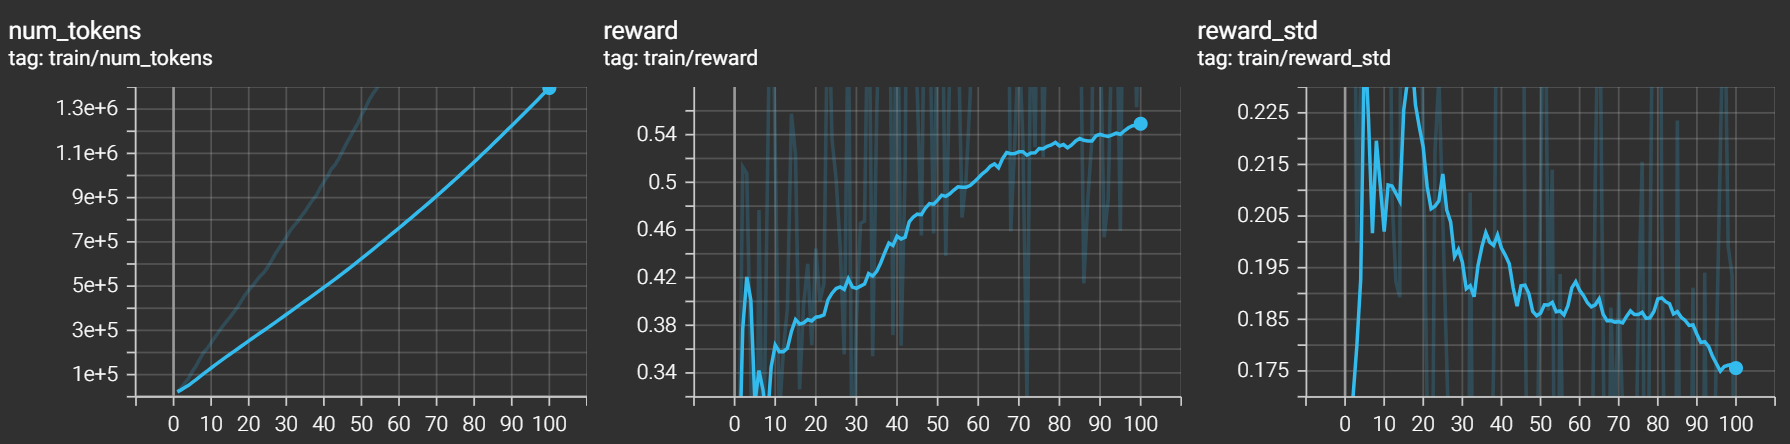 num_tokens
tag: train/num_tokens
1.3e+6
1.1e+6
9e+5
7e+5
5e+5
3e+5
1e+5
0 10 20 30 40 50 60 70 80 90 100
reward
tag: train/reward
0.54
0.5
0.46
0.42
0.38
0.34
0 10 20 30 40 50 60 70 80 90 100
reward_std
tag: train/reward_std
0.225
0.215
0.205
0.195
0.185
0.175
0 10 20 30 40 50 60 70 80 90 100